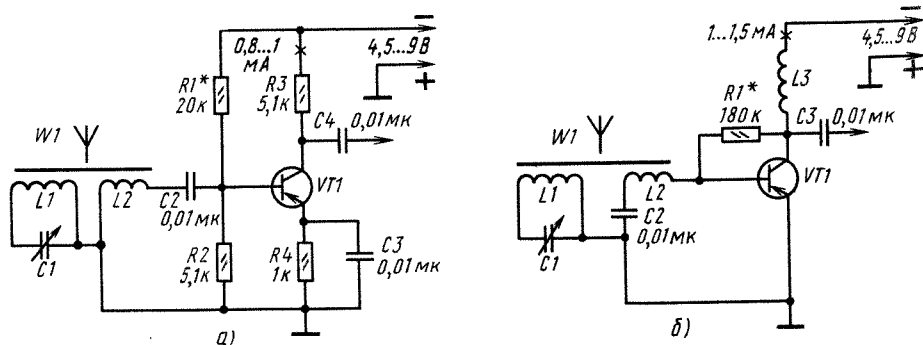 0,8...1
мА
4,5...9В
−
+
R1*
20к
R3
5,1к
C4
0,01мк
W1
L1
L2
C1
C2
0,01мк
VT1
R2
5,1к
R4
1к
C3
0,01мк
а)
1...1,5мА
4,5...9В
−
+
L3
R1*
180к
C3
0,01мк
W1
L1
L2
C1
C2
0,01мк
VT1
б)